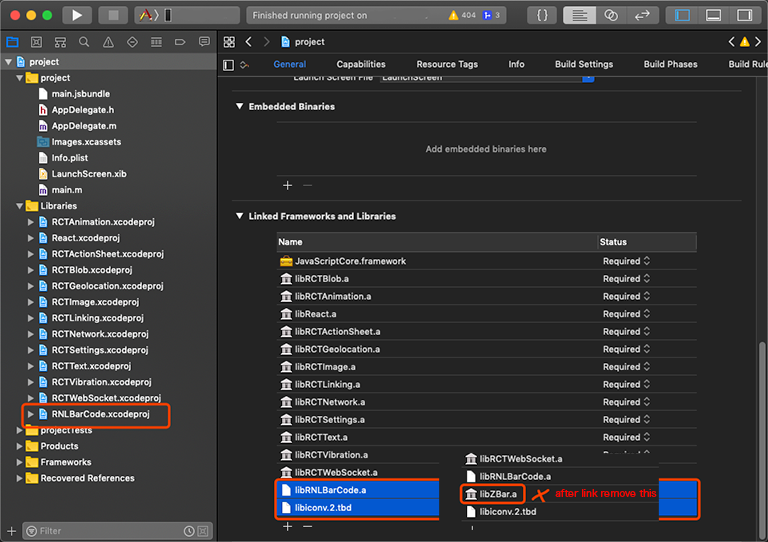 Finished running project on
404
3
project
General
Capabilities
Resource Tags
Info
Build Settings
Build Phases
Build Rule
project
project
main.jsbundle
AppDelegate.h
AppDelegate.m
Images.xcassets
Info.plist
LaunchScreen.xib
main.m
Libraries
RCTAnimation.xcodeproj
React.xcodeproj
RCTActionSheet.xcodeproj
RCTBlob.xcodeproj
RCTGeolocation.xcodeproj
RCTImage.xcodeproj
RCTLinking.xcodeproj
RCTNetwork.xcodeproj
RCTSettings.xcodeproj
RCTText.xcodeproj
RCTVibration.xcodeproj
RCTWebSocket.xcodeproj
RNLBarCode.xcodeproj
projectTests
Products
Frameworks
Recovered References
Filter
Launch Screen File LaunchScreen
Embedded Binaries
Add embedded binaries here
Linked Frameworks and Libraries
Name Status
JavaScriptCore.framework Required
libRCTBlob.a Required
libRCTAnimation.a Required
libReact.a Required
libRCTActionSheet.a Required
libRCTGeolocation.a Required
libRCTImage.a Required
libRCTLinking.a Required
libRCTNetwork.a Required
libRCTSettings.a Required
libRCTText.a Required
libRCTVibration.a
libRCTWebSocket.a
libRNLBarCode.a
libiconv.2.tbd
libRCTWebSocket.a
libRNLBarCode.a
libZBar.a after link remove this
libiconv.2.tbd